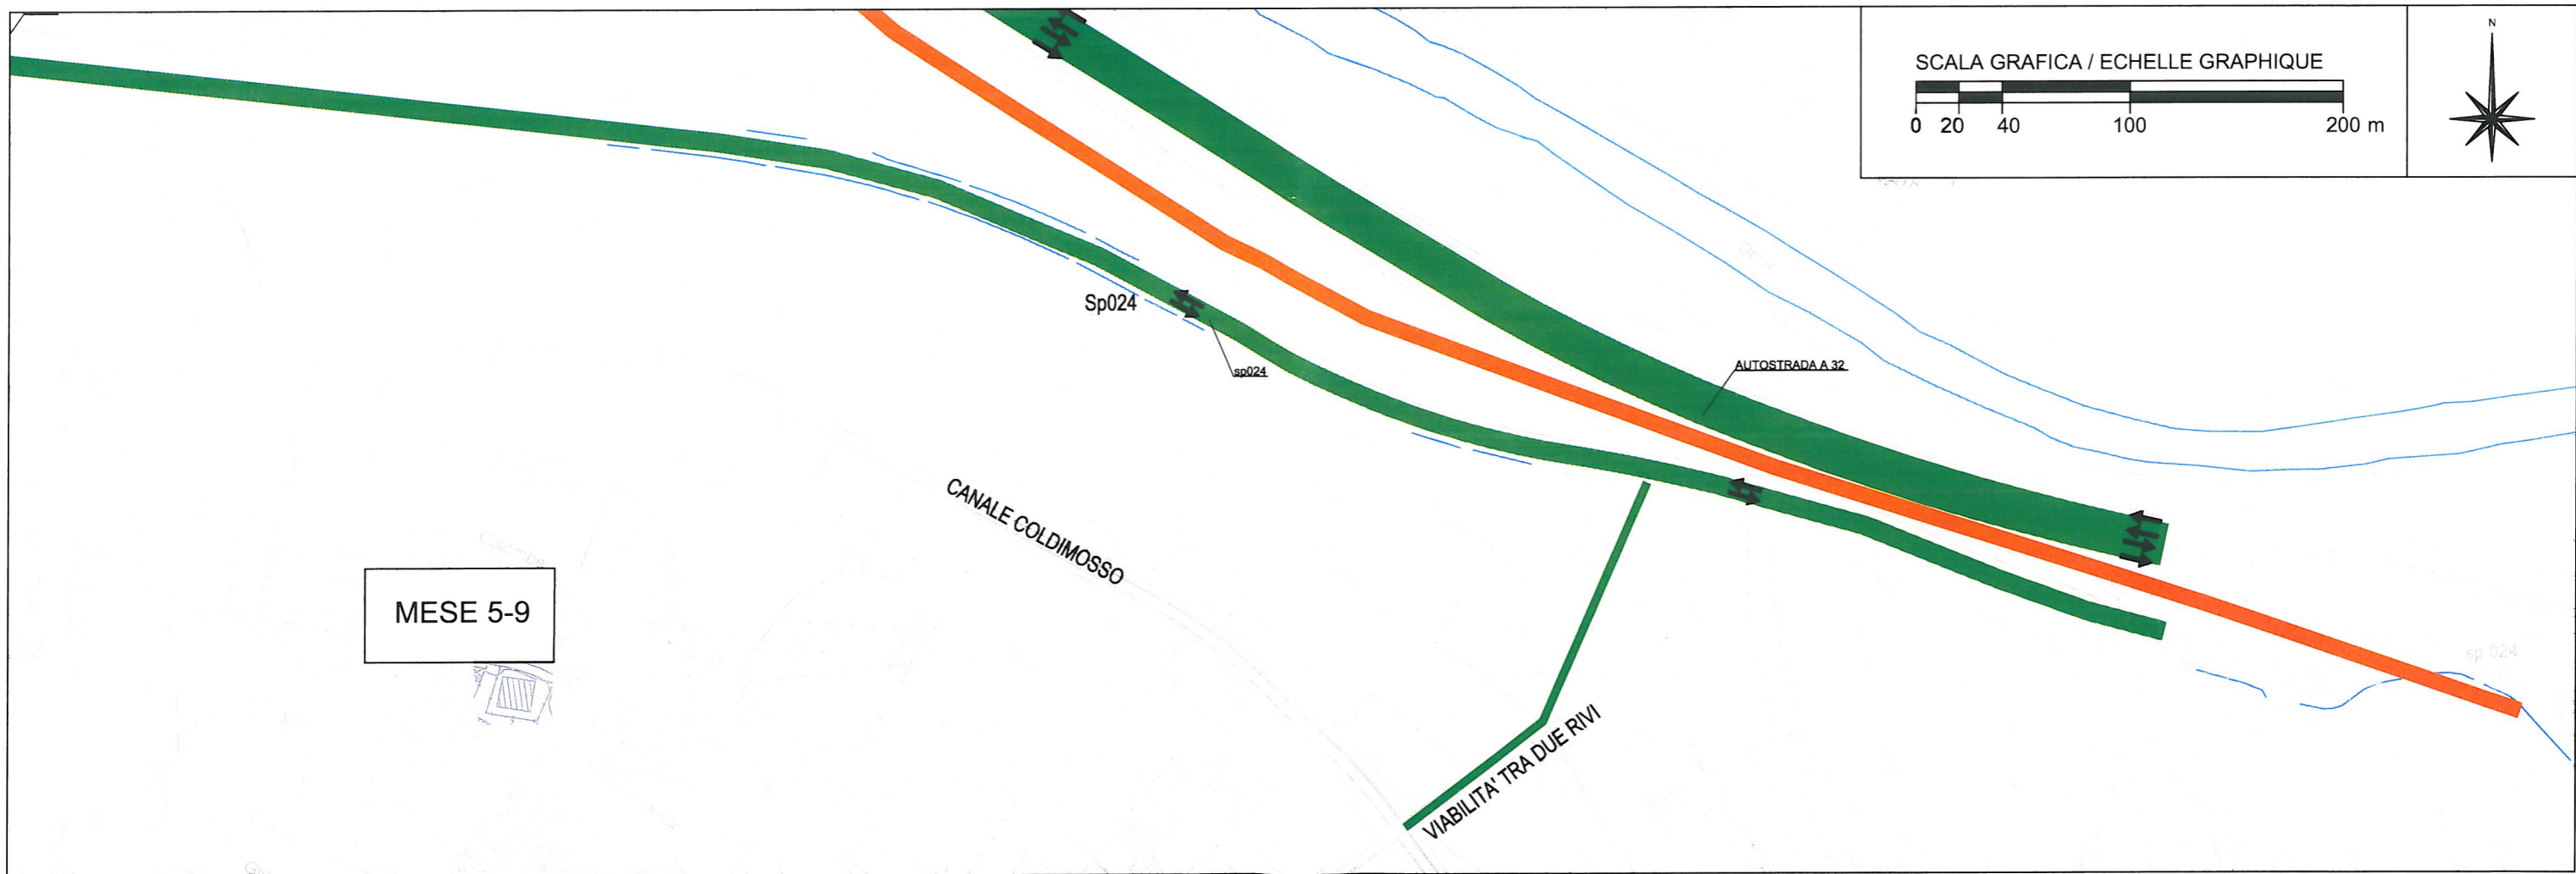 SCALA GRAFICA / ECHELLE GRAPHIQUE
0 20 40 100 200 m
N
Dora
Sp024
sp024
AUTOSTRADA A 32
CANALE COLDIMOSSO
MESE 5-9
sp 024
VIABILITA' TRA DUE RIVI